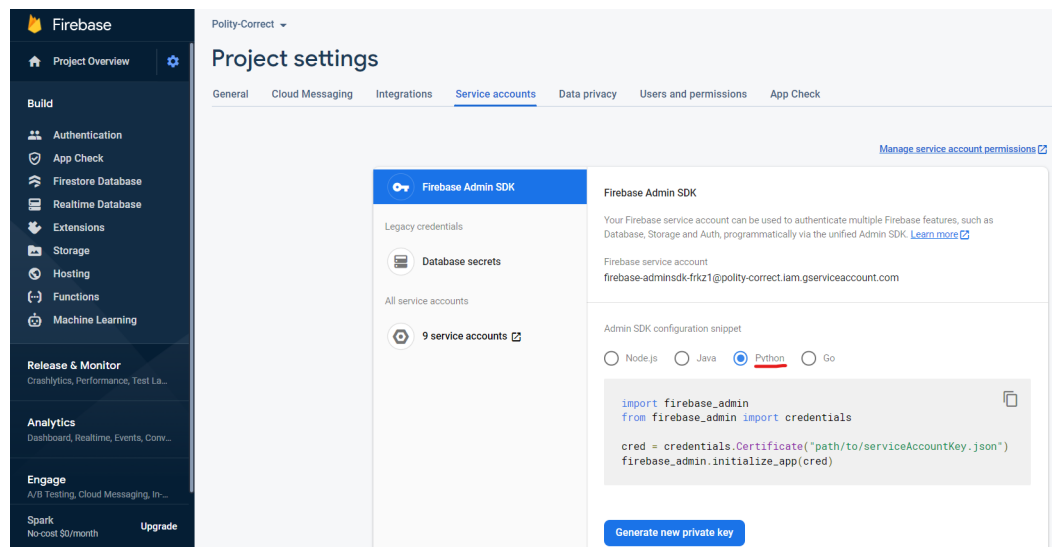 Firebase
Project Overview
Build
Authentication
App Check
Firestore Database
Realtime Database
Extensions
Storage
Hosting
Functions
Machine Learning
Release & Monitor
Crashlytics, Performance, Test La...
Analytics
Dashboard, Realtime, Events, Conv...
Engage
A/B Testing, Cloud Messaging, In-...
Spark
No-cost $0/month
Upgrade
Polity-Correct
Project settings
General Cloud Messaging Integrations Service accounts Data privacy Users and permissions App Check
Manage service account permissions
Firebase Admin SDK
Legacy credentials
Database secrets
All service accounts
9 service accounts
Firebase Admin SDK
Your Firebase service account can be used to authenticate multiple Firebase features, such as
Database, Storage and Auth, programmatically via the unified Admin SDK. Learn more
Firebase service account
firebase-adminsdk-frkz1@polity-correct.iam.gserviceaccount.com
Admin SDK configuration snippet
Node.js Java Python Go
import firebase_admin
from firebase_admin import credentials
cred = credentials.Certificate("path/to/serviceAccountKey.json")
firebase_admin.initialize_app(cred)
Generate new private key